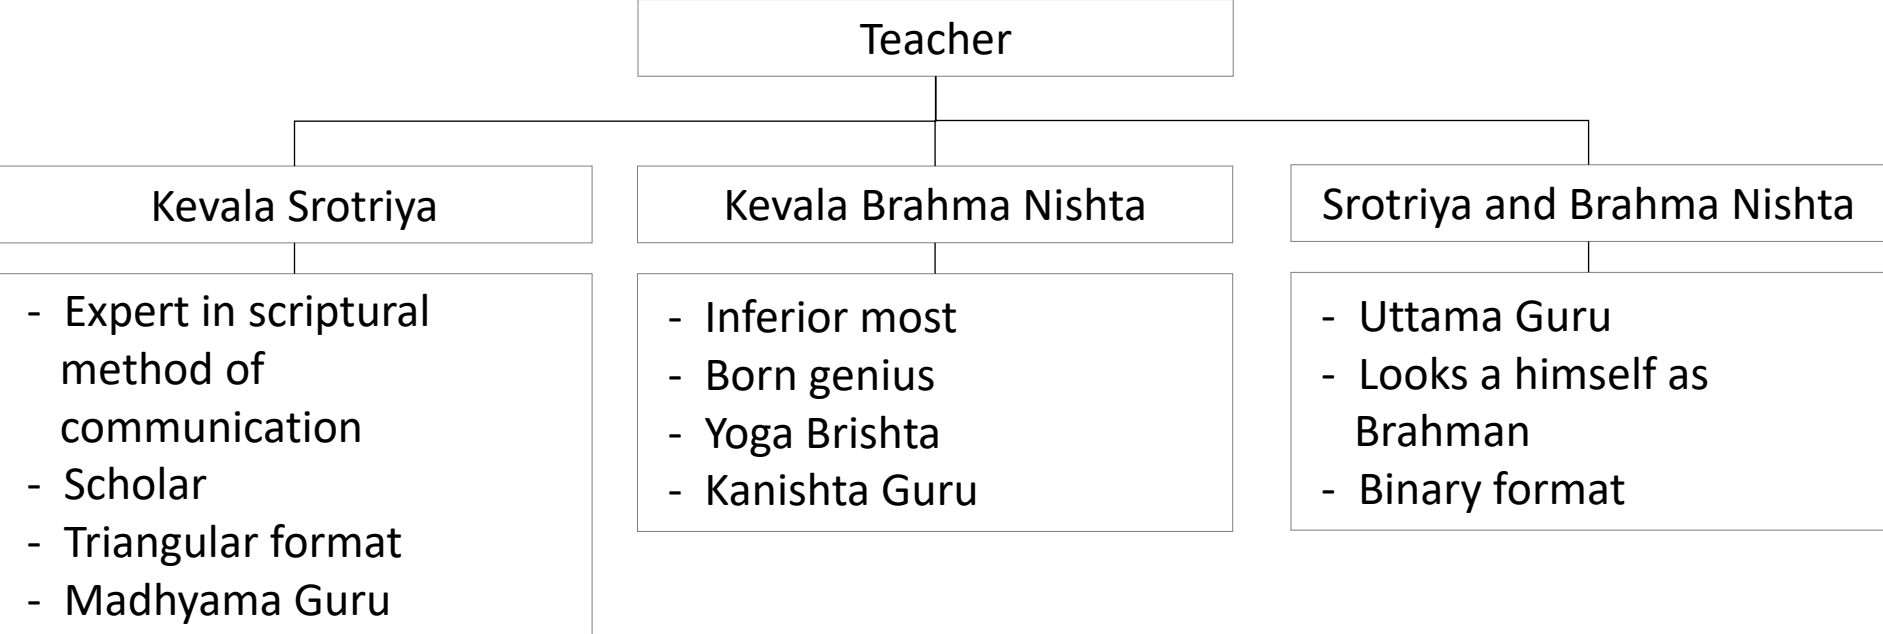 Teacher
Kevala Srotriya
- Expert in scriptural
method of
communication
- Scholar
- Triangular format
- Madhyama Guru
Kevala Brahma Nishta
- Inferior most
- Born genius
- Yoga Brishta
- Kanishta Guru
Srotriya and Brahma Nishta
- Uttama Guru
- Looks a himself as
Brahman
- Binary format